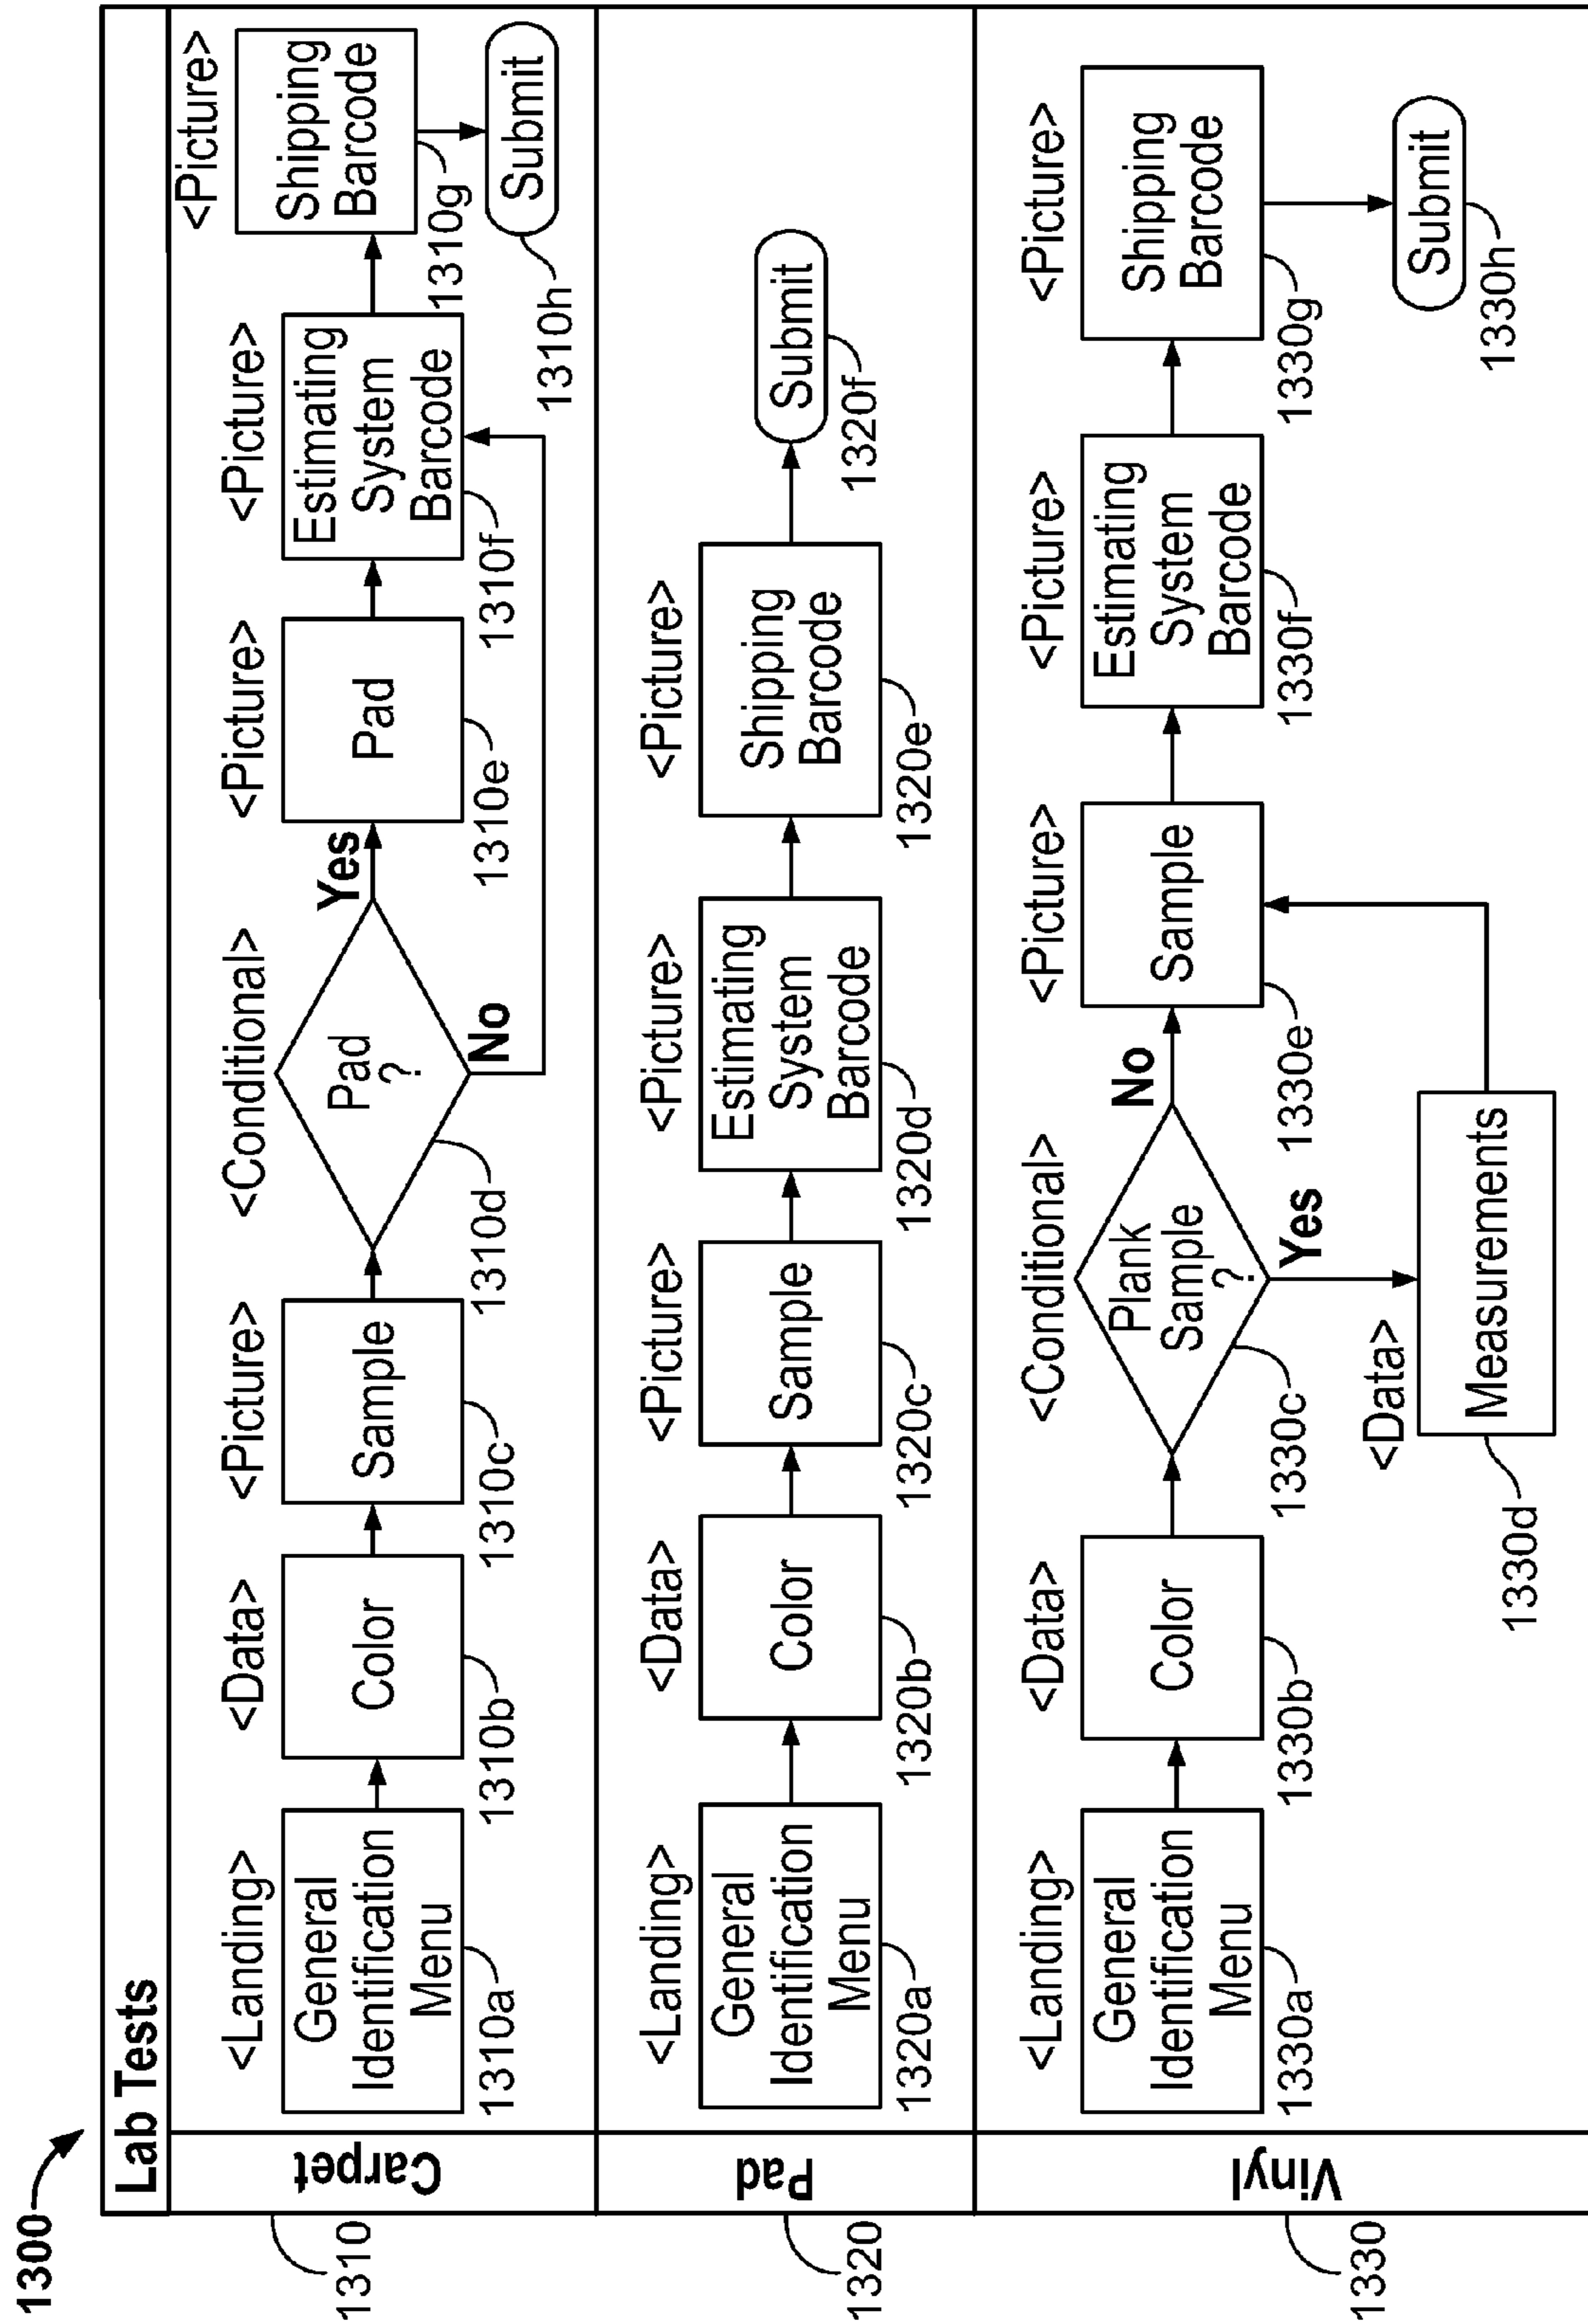 1300
Lab Tests
1310
Carpet
<Landing>
General
Identification
Menu
1310a
<Data>
Color
1310b
<Picture>
Sample
1310c
<Conditional>
Pad
?
1310d
Yes
No
<Picture>
Pad
1310e
<Picture>
Estimating
System
Barcode
1310f
<Picture>
Shipping
Barcode
1310g
Submit
1310h
1320
Pad
<Landing>
General
Identification
Menu
1320a
<Data>
Color
1320b
<Picture>
Sample
1320c
<Picture>
Estimating
System
Barcode
1320d
<Picture>
Shipping
Barcode
1320e
Submit
1320f
1330
Vinyl
<Landing>
General
Identification
Menu
1330a
<Data>
Color
1330b
<Conditional>
Plank
Sample
?
1330c
No
Yes
<Data>
Measurements
1330d
<Picture>
Sample
1330e
<Picture>
Estimating
System
Barcode
1330f
<Picture>
Shipping
Barcode
1330g
Submit
1330h